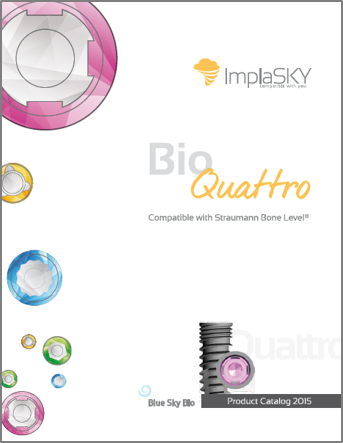 ImplaSKY
compatible with you
Bio
Quattro
Compatible with Straumann Bone Level®
Quattro
Blue Sky Bio
Product Catalog 2015